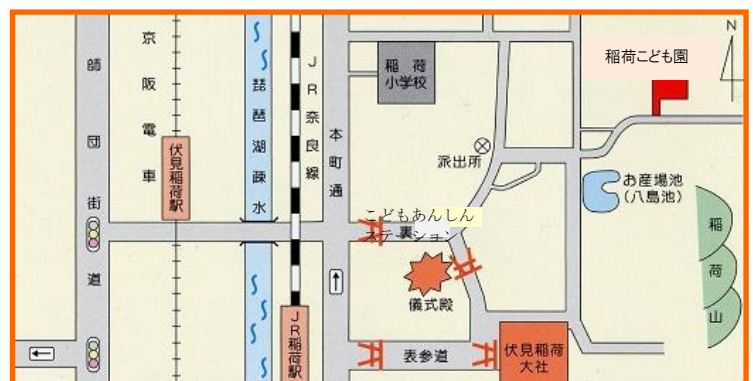 師団街道
京阪電車
伏見稲荷駅
琵琶湖疎水
JR奈良線
JR稲荷駅
本町通
稲荷
小学校
派出所
こどもあんしん
ステーション
裏
儀式殿
表参道
伏見稲荷
大社
N
稲荷こども園
お産場池
(八島池)
稲荷山